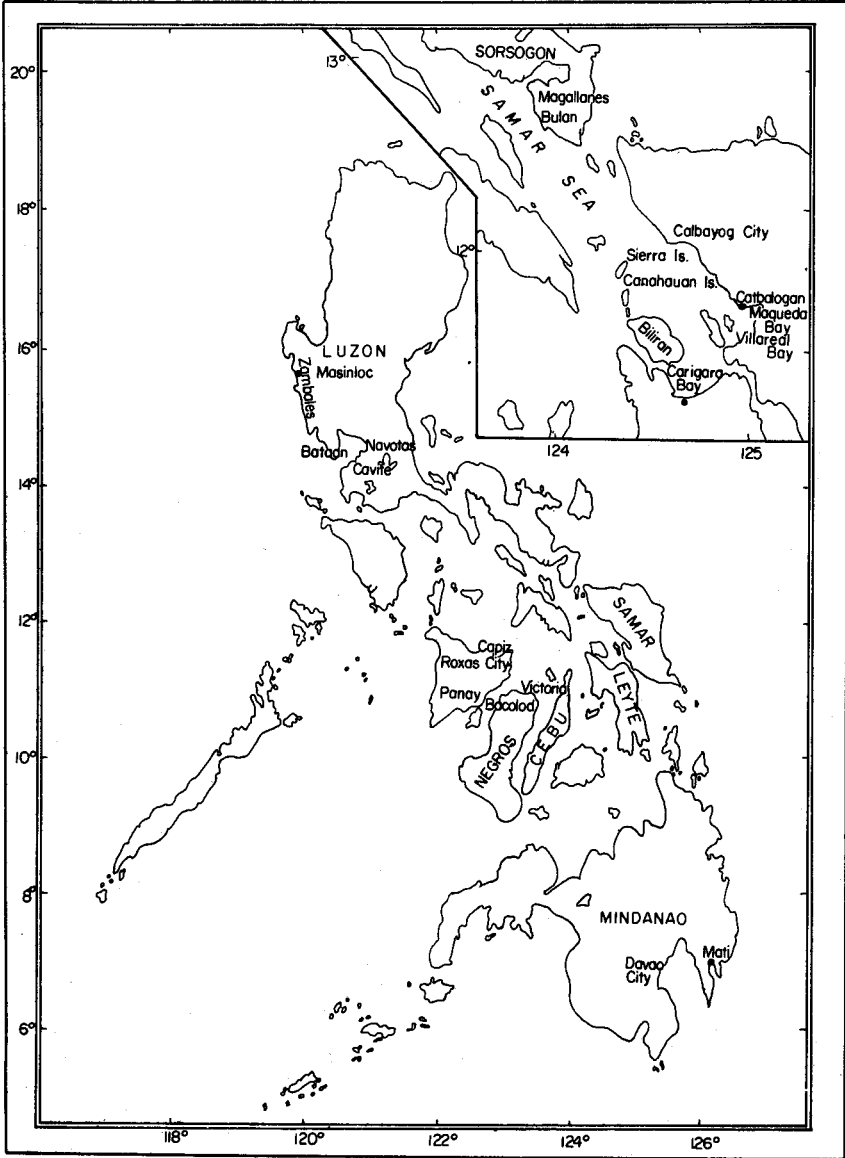 20°
13°
SORSOGON
Magallanes
Bulan
SAMAR SEA
18°
12°
Calbayog City
Sierra Is.
Canahauan Is.
Catbalogan
Maqueda
Bay
Villareal
Bay
Biliran
Carigara
Bay
16°
LUZON
Masinloc
Zambales
124
125
Bataan
Navotas
Cavite
14°
12°
SAMAR
Capiz
Roxas City
Panay
Victoria
Bacolod
LEYTE
CEBU
NEGROS
10°
8°
MINDANAO
Mati
Davao
City
6°
118°
120°
122°
124°
126°